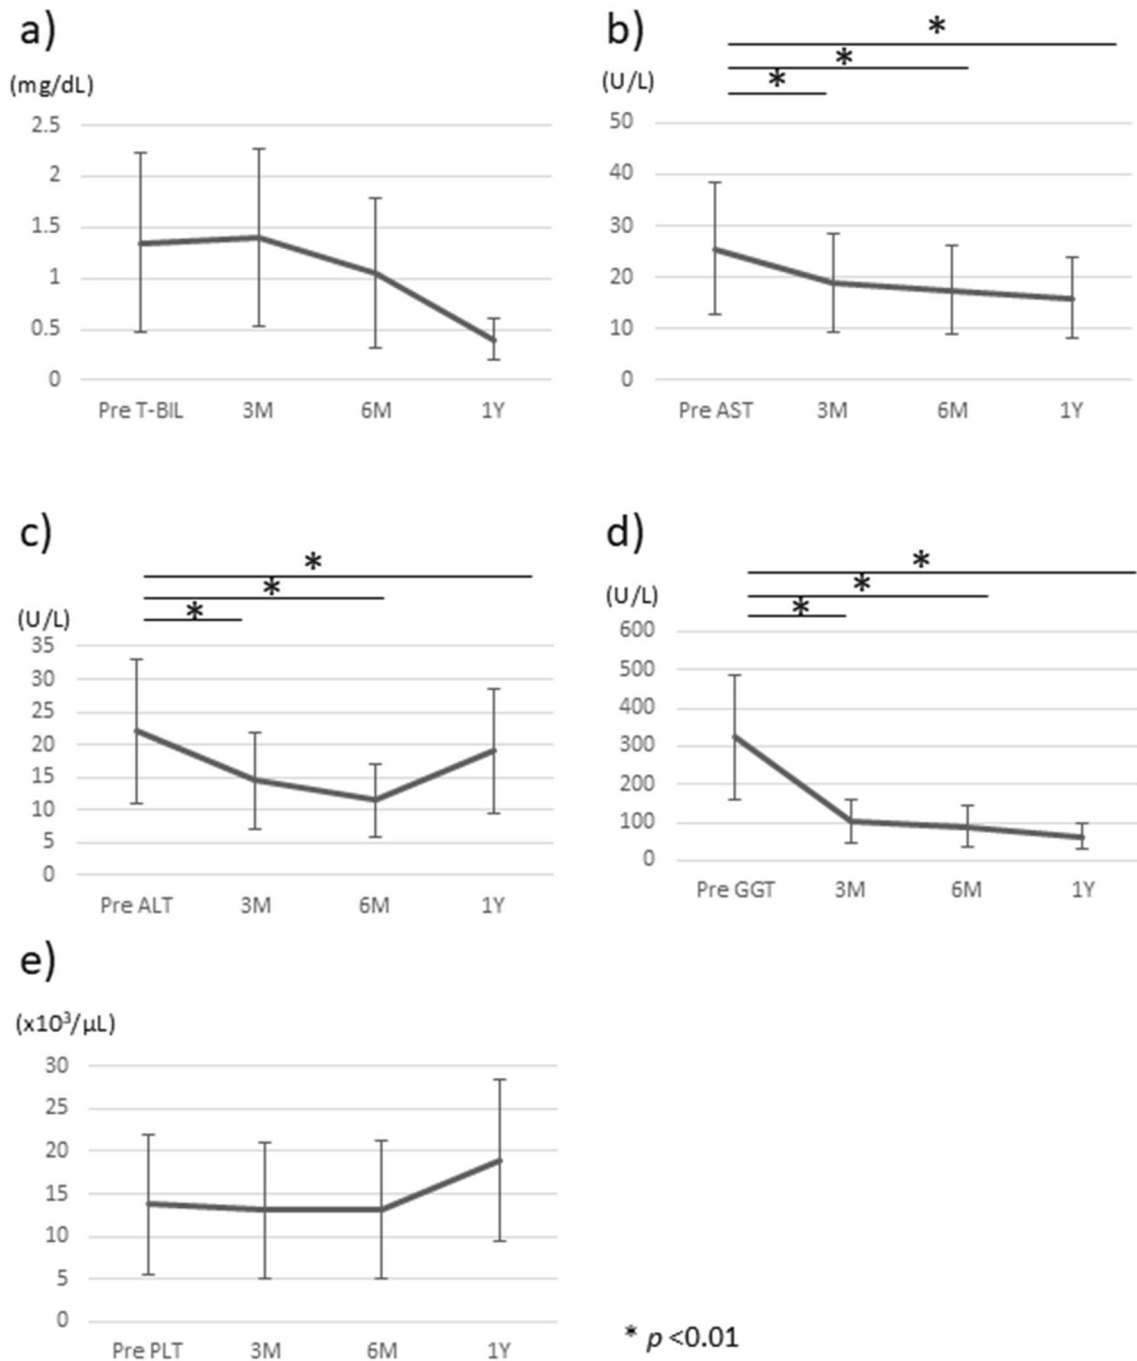 a)
(mg/dL)
2.5
2
1.5
1
0.5
0
Pre T-BIL 3M 6M 1Y
b)
*
*
*
(U/L)
50
40
30
20
10
0
Pre AST 3M 6M 1Y
c)
*
*
*
(U/L)
35
30
25
20
15
10
5
0
Pre ALT 3M 6M 1Y
d)
*
*
*
(U/L)
600
500
400
300
200
100
0
Pre GGT 3M 6M 1Y
e)
(x10³/μL)
30
25
20
15
10
5
0
Pre PLT 3M 6M 1Y
* p <0.01